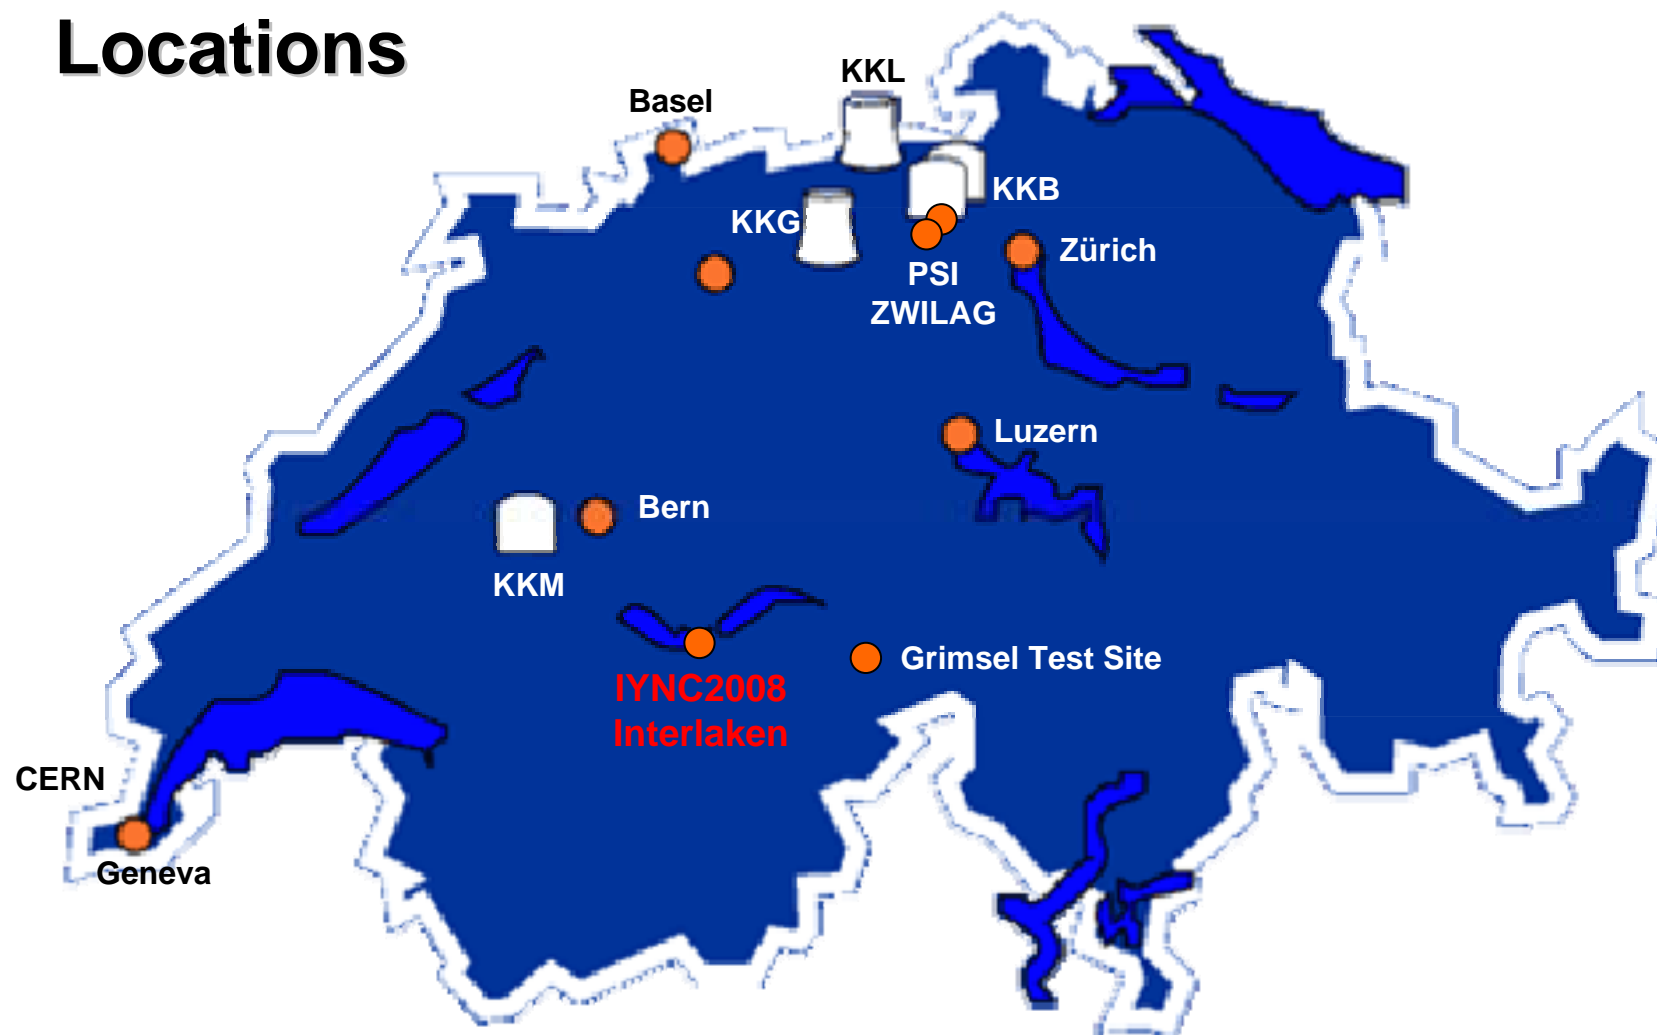 Locations
KKL
Basel
KKB
KKG
Zürich
PSI
ZWILAG
Luzern
Bern
KKM
Grimsel Test Site
IYNC2008
Interlaken
CERN
Geneva